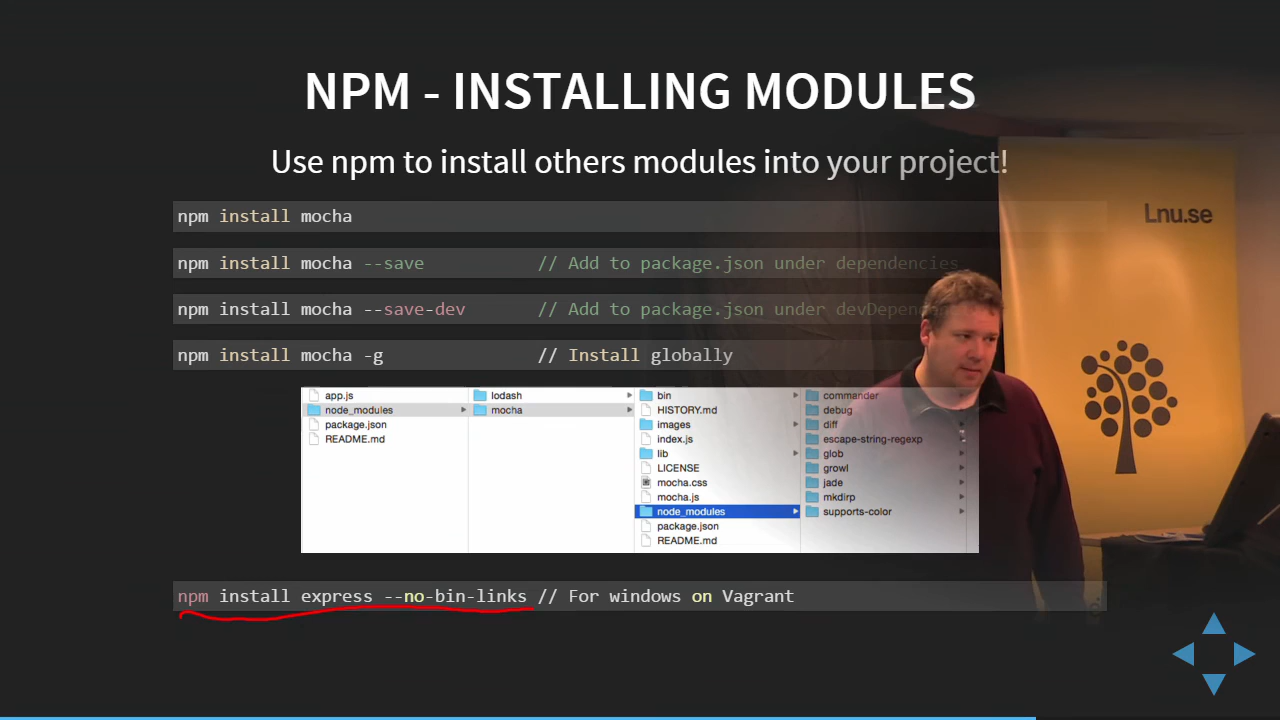 NPM - INSTALLING MODULES
Use npm to install others modules into your project!
Lnu.se
npm install mocha
npm install mocha --save // Add to package.json under dependencies
npm install mocha --save-dev // Add to package.json under
npm install mocha -g // Install globally
app.js
node_modules
package.json
README.md
lodash
mocha
bin
HISTORY.md
images
index.js
lib
LICENSE
mocha.css
mocha.js
node_modules
package.json
README.md
commander
debug
diff
escape-string-regexp
glob
growl
jade
mkdirp
supports-color
npm install express --no-bin-links // For windows on Vagrant